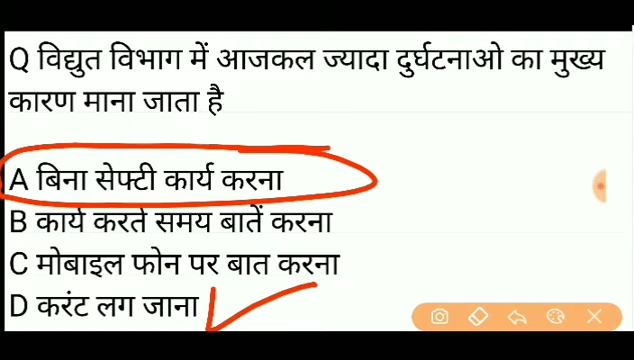 Q विद्युत विभाग में आजकल ज्यादा दुर्घटनाओ का मुख्य
कारण माना जाता है
A बिना सेफ्टी कार्य करना
B कार्य करते समय बातें करना
C मोबाइल फोन पर बात करना
D करंट लग जाना